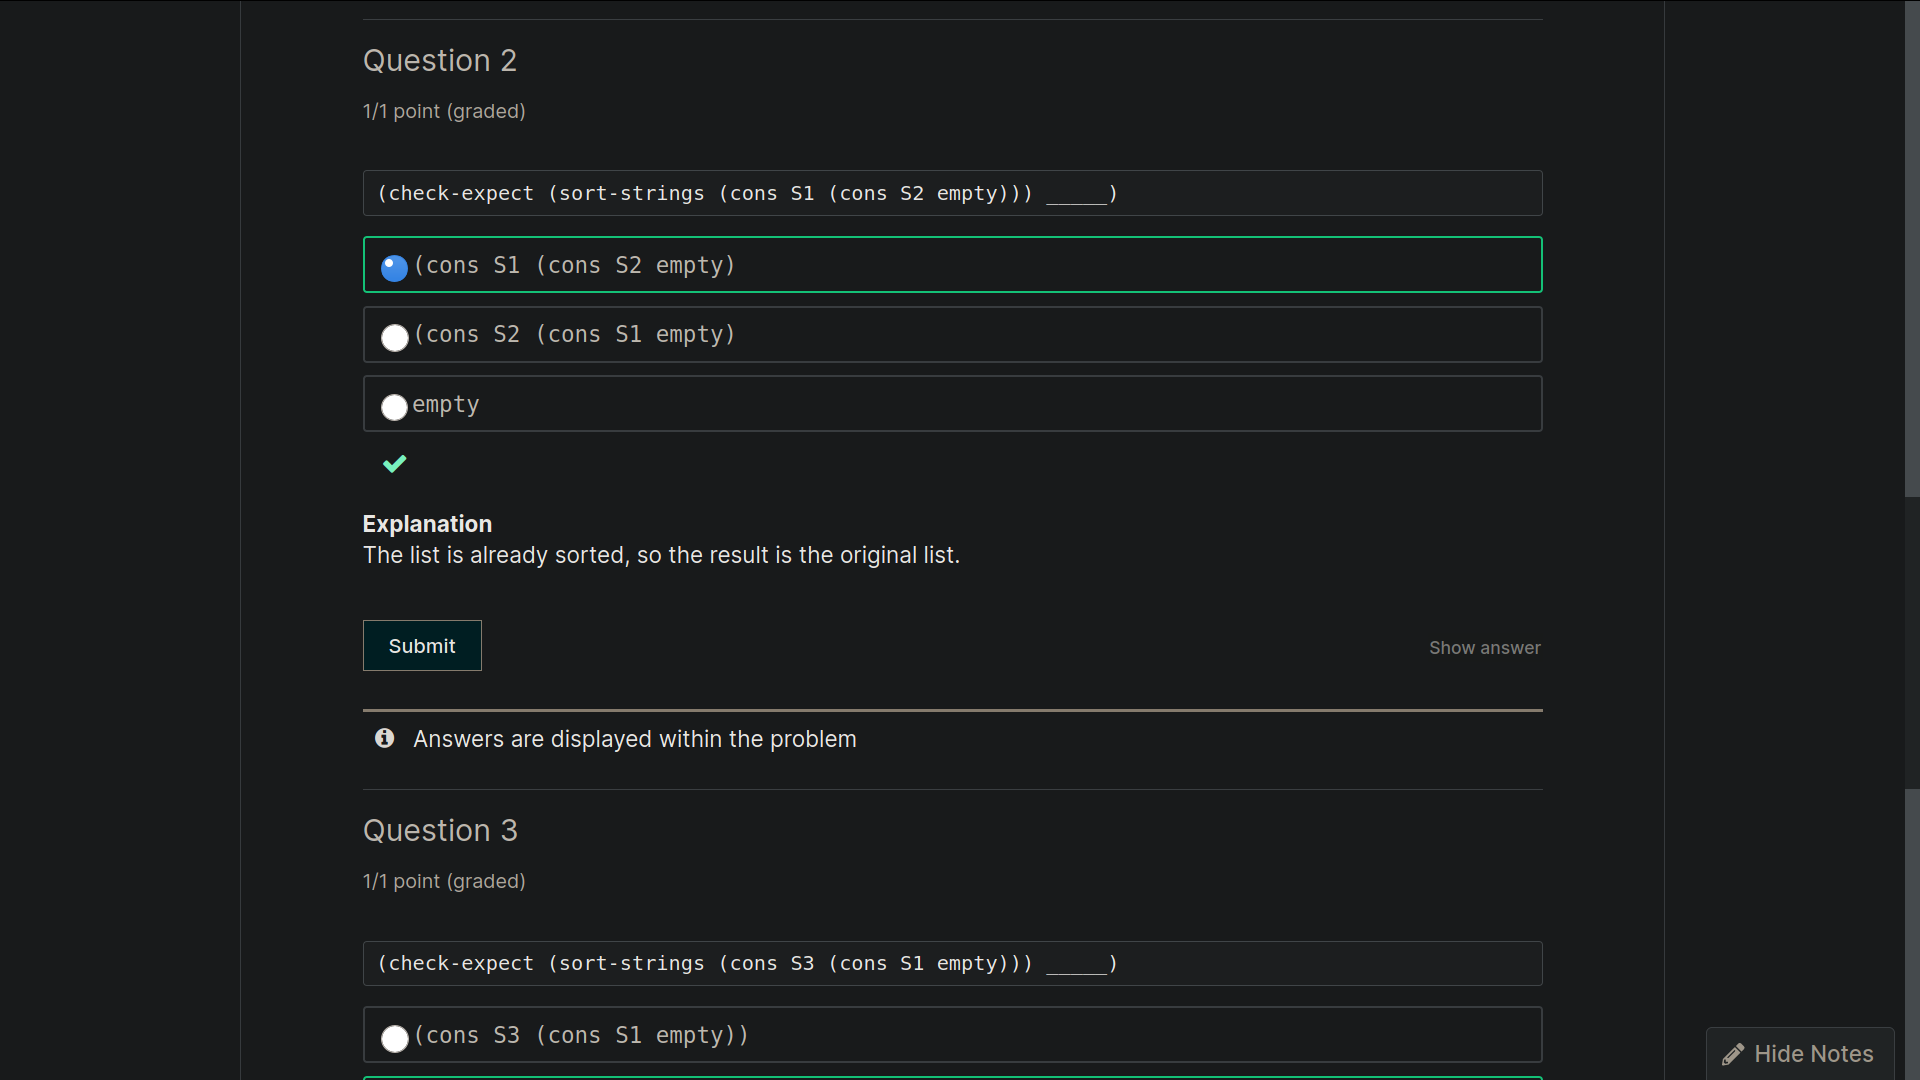 Question 2
1/1 point (graded)
(check-expect (sort-strings (cons S1 (cons S2 empty))) _____)
(cons S1 (cons S2 empty)
(cons S2 (cons S1 empty)
empty
Explanation
The list is already sorted, so the result is the original list.
Submit
Show answer
Answers are displayed within the problem
Question 3
1/1 point (graded)
(check-expect (sort-strings (cons S3 (cons S1 empty))) _____)
(cons S3 (cons S1 empty))
Hide Notes